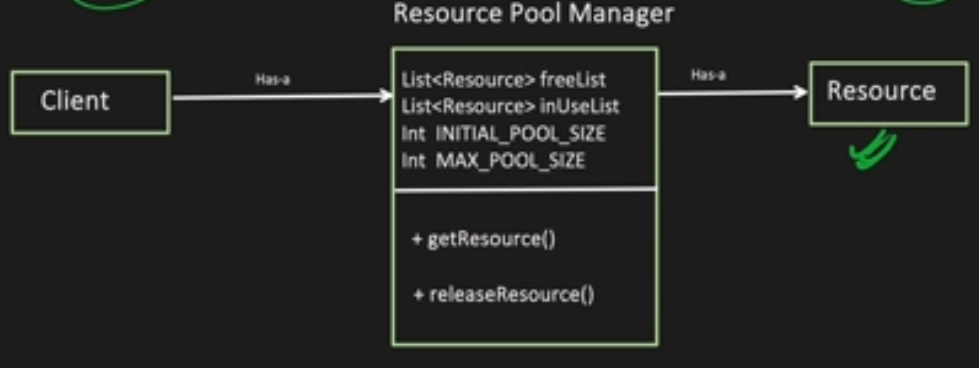 Resource Pool Manager
Client
Has-a
List<Resource> freeList
List<Resource> inUseList
Int INITIAL_POOL_SIZE
Int MAX_POOL_SIZE
+ getResource()
+ releaseResource()
Has-a
Resource